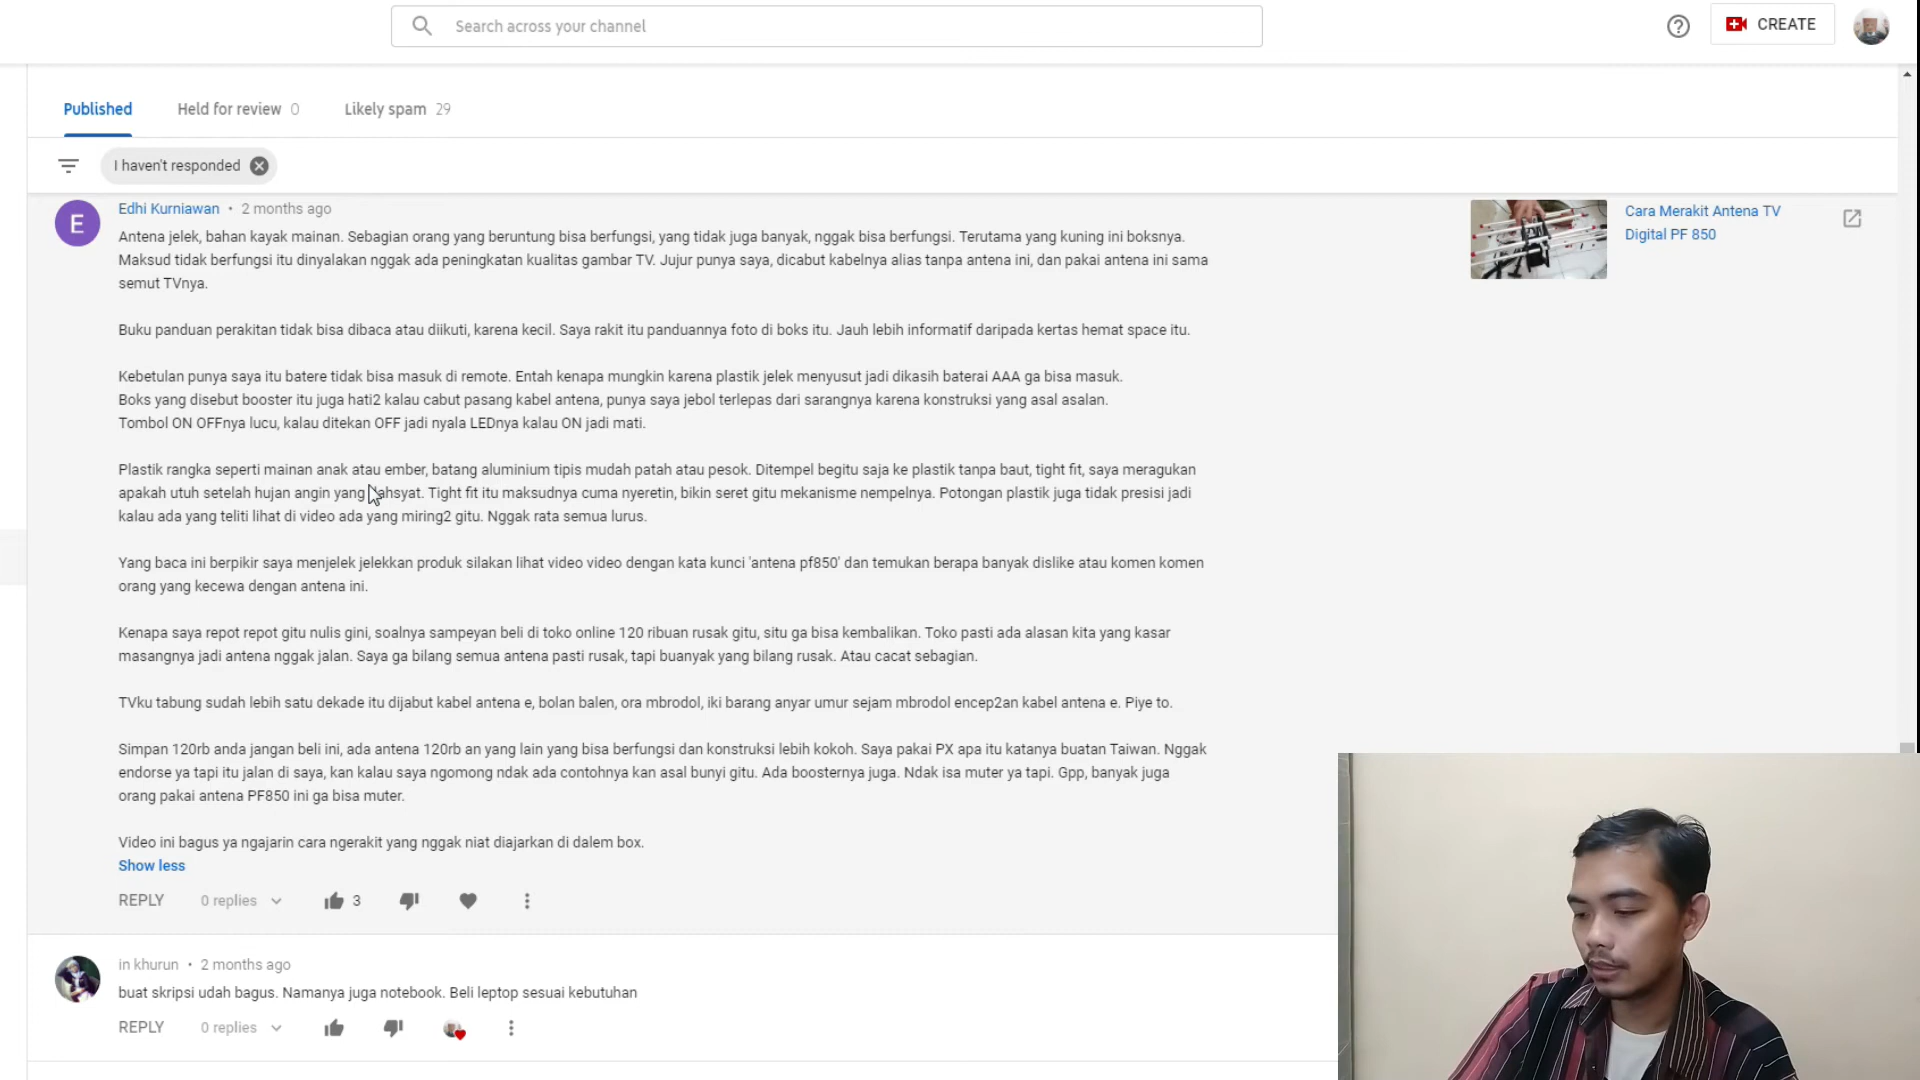 Search across your channel
CREATE
Published
Held for review 0
Likely spam 29
I haven't responded
E
Edhi Kurniawan • 2 months ago
Antena jelek, bahan kayak mainan. Sebagian orang yang beruntung bisa berfungsi, yang tidak juga banyak, nggak bisa berfungsi. Terutama yang kuning ini boksnya.
Maksud tidak berfungsi itu dinyalakan nggak ada peningkatan kualitas gambar TV. Jujur punya saya, dicabut kabelnya alias tanpa antena ini, dan pakai antena ini sama
semut TVnya.
Buku panduan perakitan tidak bisa dibaca atau diikuti, karena kecil. Saya rakit itu panduannya foto di boks itu. Jauh lebih informatif daripada kertas hemat space itu.
Kebetulan punya saya itu batere tidak bisa masuk di remote. Entah kenapa mungkin karena plastik jelek menyusut jadi dikasih baterai AAA ga bisa masuk.
Boks yang disebut booster itu juga hati2 kalau cabut pasang kabel antena, punya saya jebol terlepas dari sarangnya karena konstruksi yang asal asalan.
Tombol ON OFFnya lucu, kalau ditekan OFF jadi nyala LEDnya kalau ON jadi mati.
Plastik rangka seperti mainan anak atau ember, batang aluminium tipis mudah patah atau pesok. Ditempel begitu saja ke plastik tanpa baut, tight fit, saya meragukan
apakah utuh setelah hujan angin yang dahsyat. Tight fit itu maksudnya cuma nyeretin, bikin seret gitu mekanisme nempelnya. Potongan plastik juga tidak presisi jadi
kalau ada yang teliti lihat di video ada yang miring2 gitu. Nggak rata semua lurus.
Yang baca ini berpikir saya menjelek jelekkan produk silakan lihat video video dengan kata kunci 'antena pf850' dan temukan berapa banyak dislike atau komen komen
orang yang kecewa dengan antena ini.
Kenapa saya repot repot gitu nulis gini, soalnya sampeyan beli di toko online 120 ribuan rusak gitu, situ ga bisa kembalikan. Toko pasti ada alasan kita yang kasar
masangnya jadi antena nggak jalan. Saya ga bilang semua antena pasti rusak, tapi buanyak yang bilang rusak. Atau cacat sebagian.
TVku tabung sudah lebih satu dekade itu dijabut kabel antena e, bolan balen, ora mbrodol, iki barang anyar umur sejam mbrodol encep2an kabel antena e. Piye to.
Simpan 120rb anda jangan beli ini, ada antena 120rb an yang lain yang bisa berfungsi dan konstruksi lebih kokoh. Saya pakai PX apa itu katanya buatan Taiwan. Nggak
endorse ya tapi itu jalan di saya, kan kalau saya ngomong ndak ada contohnya kan asal bunyi gitu. Ada boosternya juga. Ndak isa muter ya tapi. Gpp, banyak juga
orang pakai antena PF850 ini ga bisa muter.
Video ini bagus ya ngajarin cara ngerakit yang nggak niat diajarkan di dalem box.
Show less
REPLY 0 replies 3
Cara Merakit Antena TV
Digital PF 850
in khurun • 2 months ago
buat skripsi udah bagus. Namanya juga notebook. Beli leptop sesuai kebutuhan
REPLY 0 replies